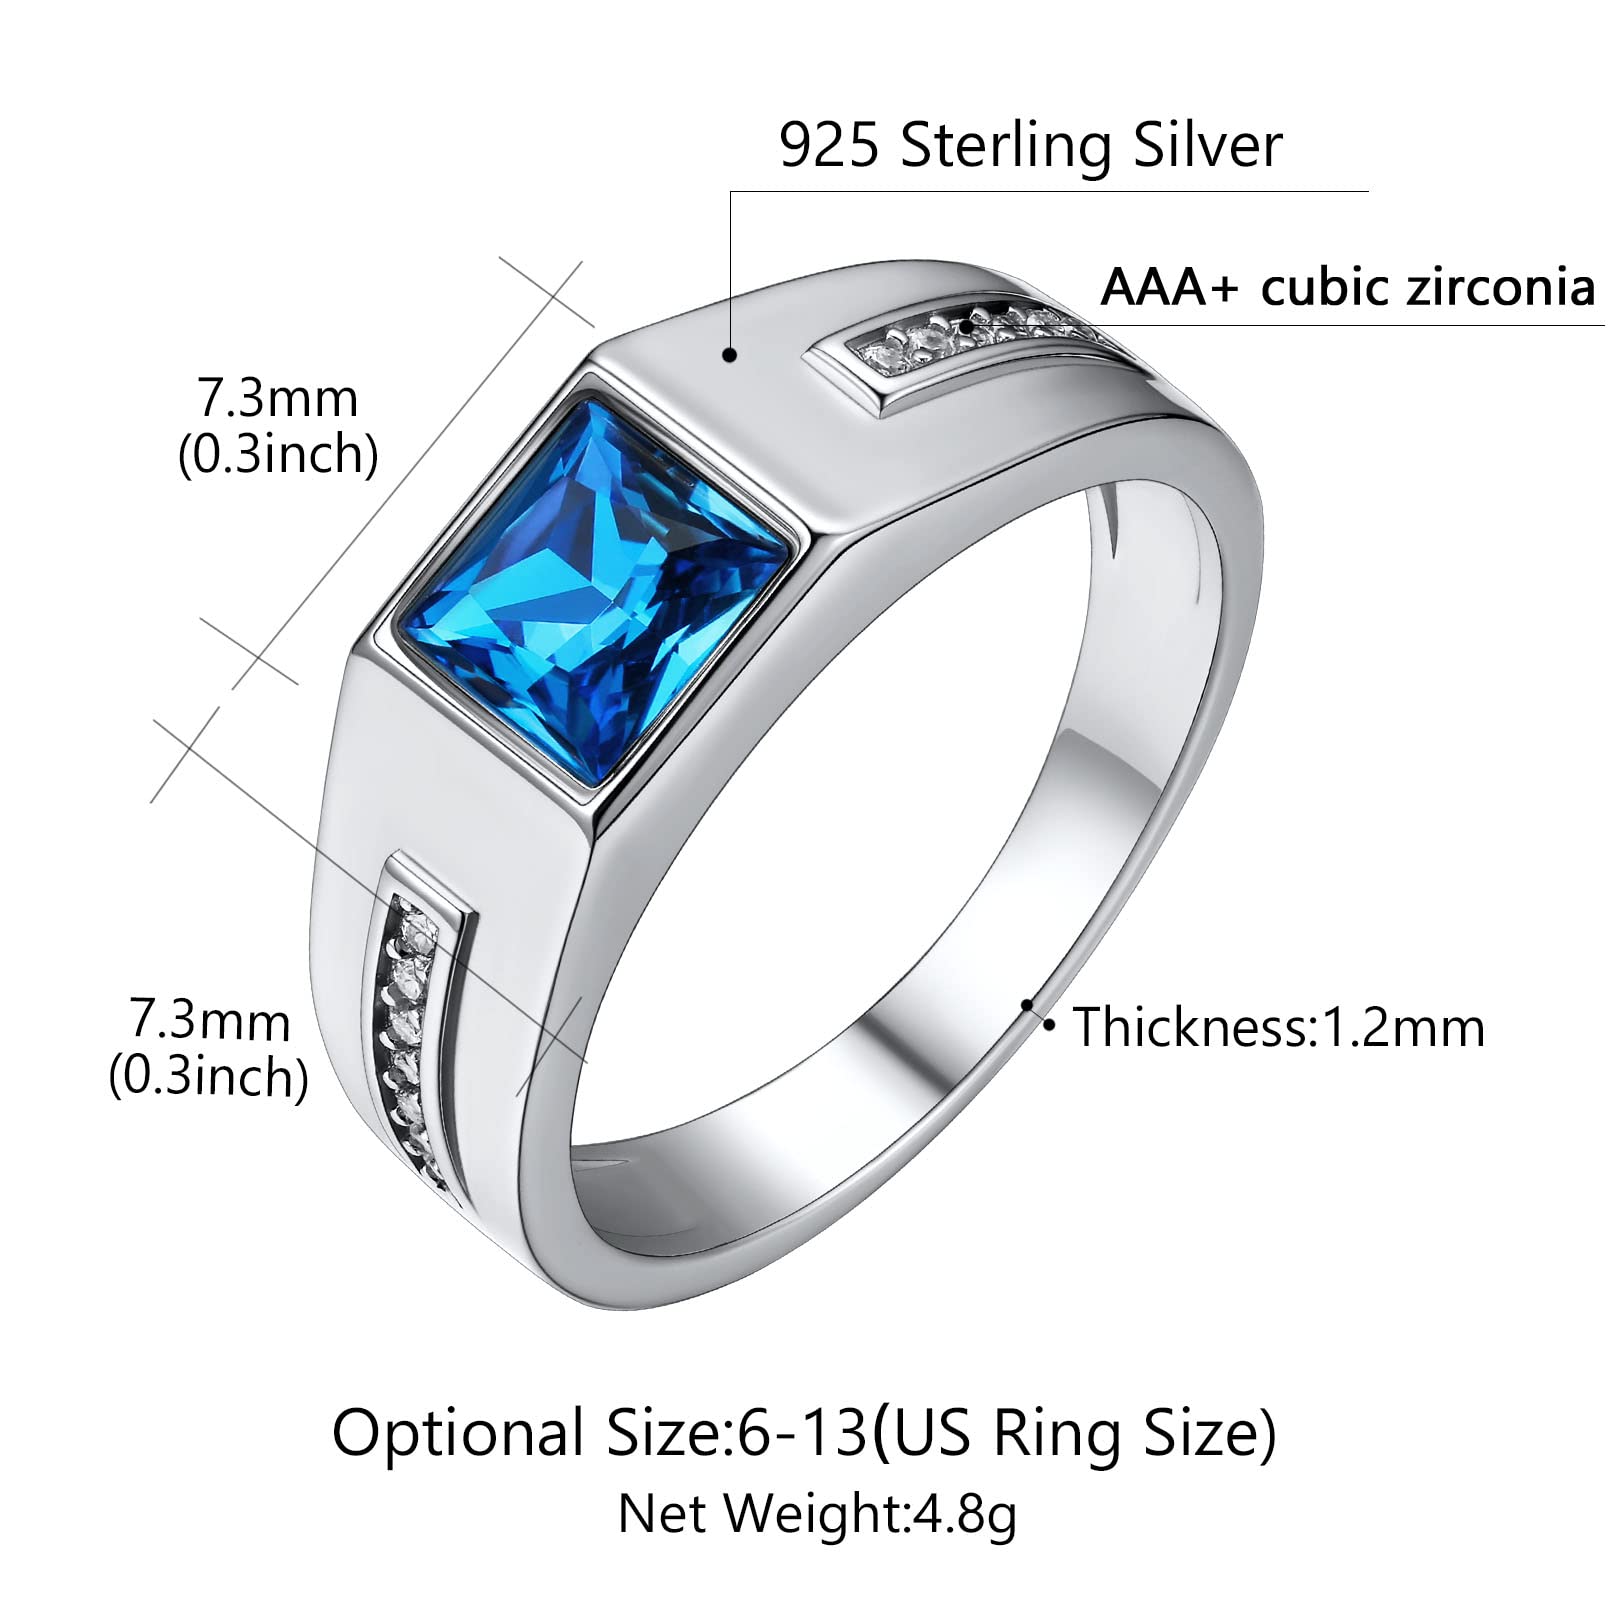 925 Sterling Silver
AAA+ cubic zirconia
7.3mm
(0.3inch)
7.3mm
(0.3inch)
Thickness:1.2mm
Optional Size:6-13(US Ring Size)
Net Weight:4.8g